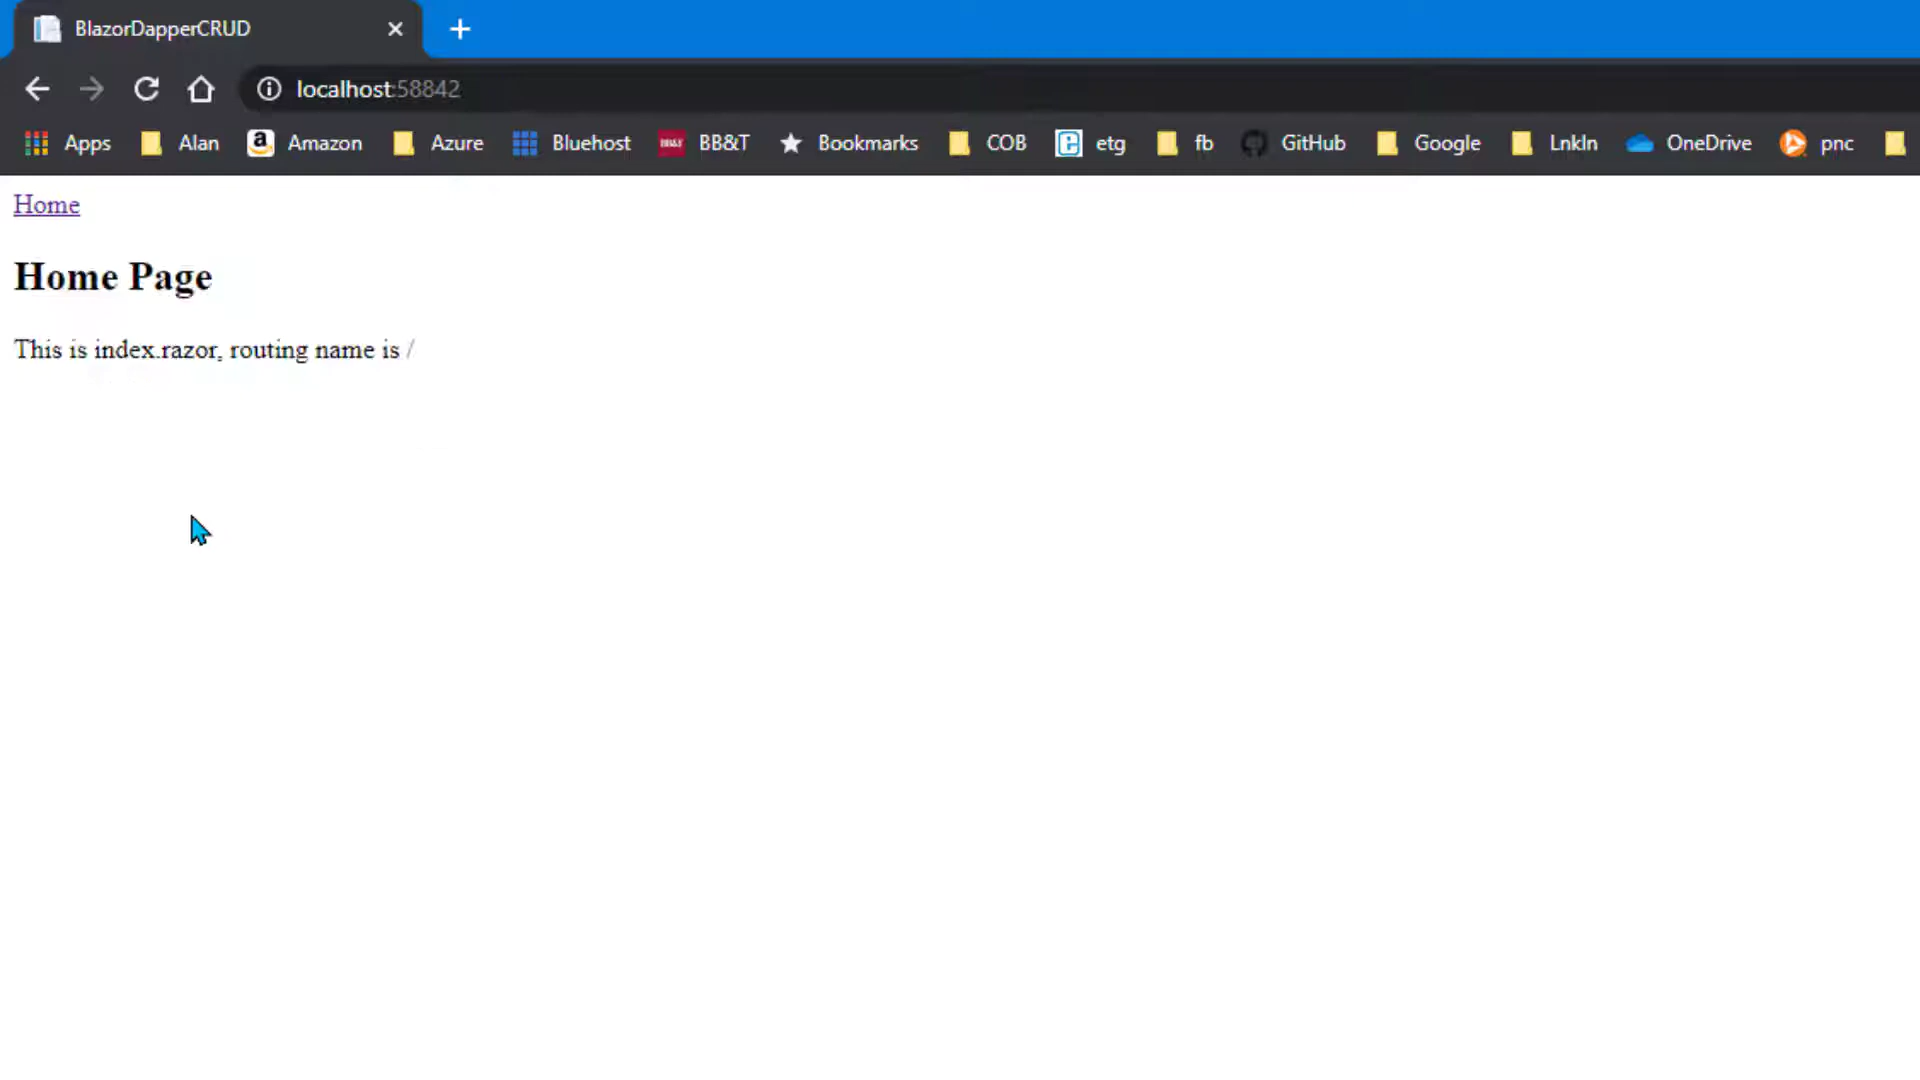 BlazorDapperCRUD
localhost:58842
Apps Alan Amazon Azure Bluehost BB&T Bookmarks COB etg fb GitHub Google LnkIn OneDrive pnc
Home
Home Page
This is index.razor, routing name is /